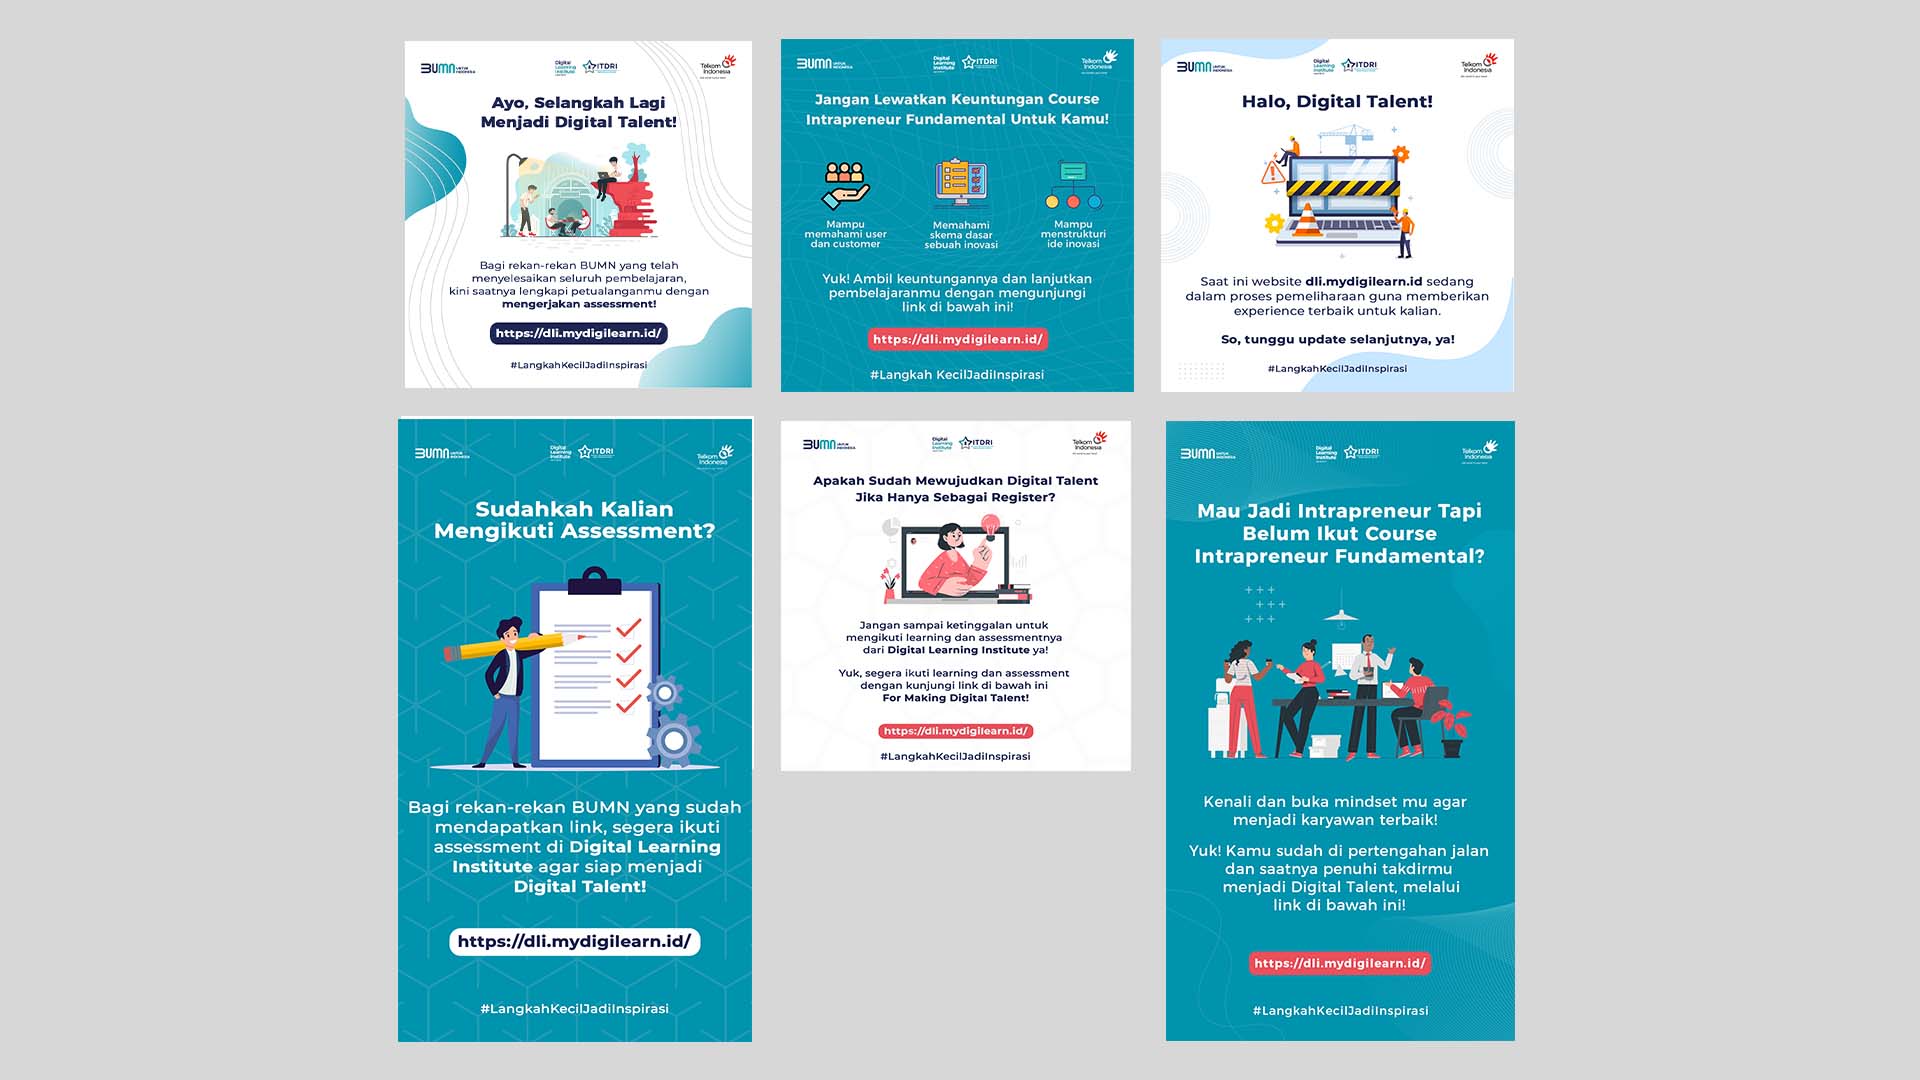 BUMN UNTUK INDONESIA
Digital Learning Institute
ITDRI
Telkom Indonesia
Ayo, Selangkah Lagi
Menjadi Digital Talent!
Bagi rekan-rekan BUMN yang telah
menyelesaikan seluruh pembelajaran,
kini saatnya lengkapi petualanganmu dengan
mengerjakan assessment!
https://dli.mydigilearn.id/
#LangkahKecilJadiInspirasi
BUMN UNTUK INDONESIA
Digital Learning Institute
ITDRI
Telkom Indonesia
Jangan Lewatkan Keuntungan Course
Intrapreneur Fundamental Untuk Kamu!
Mampu
memahami user
dan customer
Memahami
skema dasar
sebuah inovasi
Mampu
menstrukturi
ide inovasi
Yuk! Ambil keuntungannya dan lanjutkan
pembelajaranmu dengan mengunjungi
link di bawah ini!
https://dli.mydigilearn.id/
#Langkah KecilJadiInspirasi
BUMN UNTUK INDONESIA
Digital Learning Institute
ITDRI
Telkom Indonesia
Halo, Digital Talent!
Saat ini website dli.mydigilearn.id sedang
dalam proses pemeliharaan guna memberikan
experience terbaik untuk kalian.
So, tunggu update selanjutnya, ya!
#LangkahKecilJadiInspirasi
BUMN UNTUK INDONESIA
Digital Learning Institute
ITDRI
Telkom Indonesia
Sudahkah Kalian
Mengikuti Assessment?
Bagi rekan-rekan BUMN yang sudah
mendapatkan link, segera ikuti
assessment di Digital Learning
Institute agar siap menjadi
Digital Talent!
https://dli.mydigilearn.id/
#LangkahKecilJadiInspirasi
BUMN UNTUK INDONESIA
Digital Learning Institute
ITDRI
Telkom Indonesia
Apakah Sudah Mewujudkan Digital Talent
Jika Hanya Sebagai Register?
Jangan sampai ketinggalan untuk
mengikuti learning dan assessmentnya
dari Digital Learning Institute ya!
Yuk, segera ikuti learning dan assessment
dengan kunjungi link di bawah ini
For Making Digital Talent!
https://dli.mydigilearn.id/
#LangkahKecilJadiInspirasi
BUMN UNTUK INDONESIA
Digital Learning Institute
ITDRI
Telkom Indonesia
Mau Jadi Intrapreneur Tapi
Belum Ikut Course
Intrapreneur Fundamental?
Kenali dan buka mindset mu agar
menjadi karyawan terbaik!
Yuk! Kamu sudah di pertengahan jalan
dan saatnya penuhi takdirmu
menjadi Digital Talent, melalui
link di bawah ini!
https://dli.mydigilearn.id/
#LangkahKecilJadiInspirasi